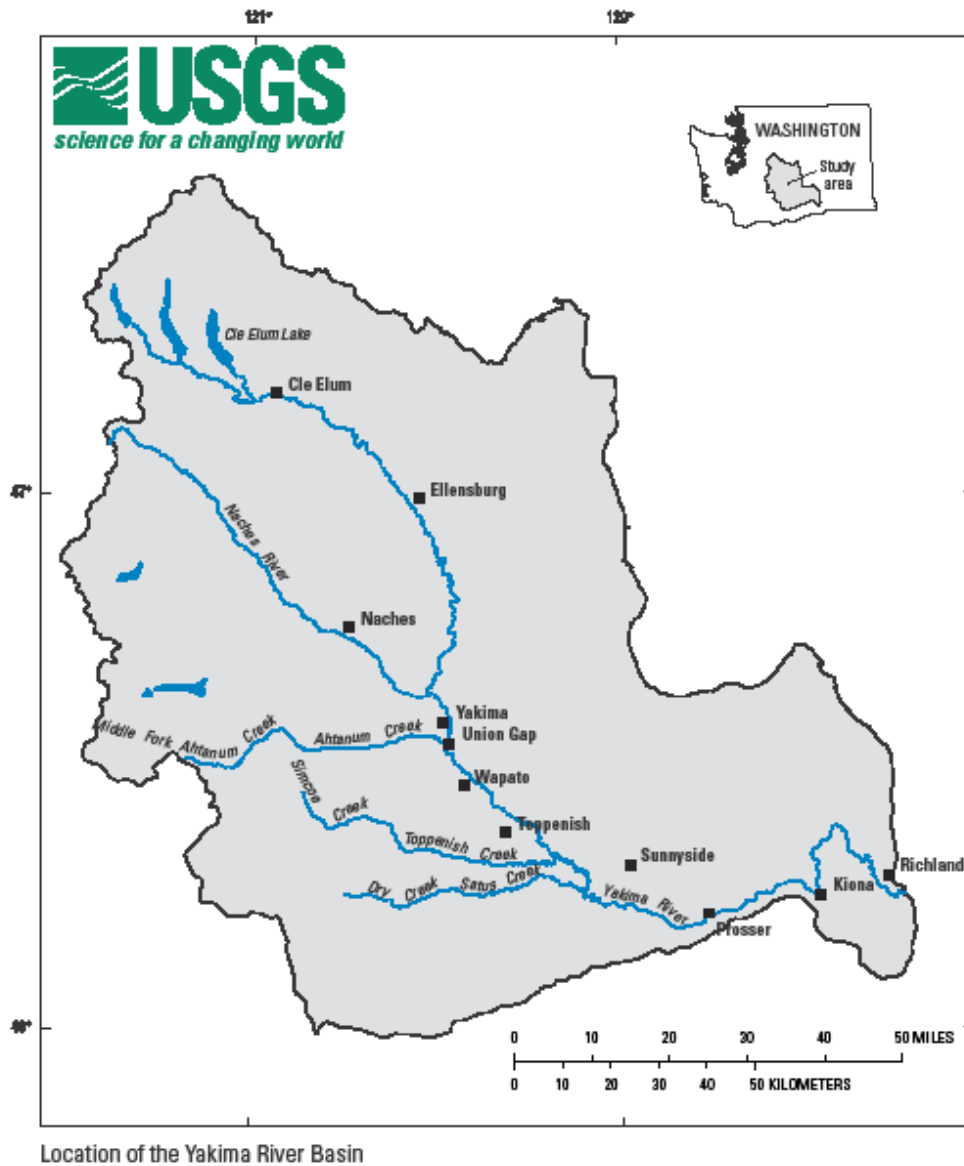 121°
USGS
science for a changing world
WASHINGTON
Study
area
Cle Elum Lake
Cle Elum
47°
Ellensburg
Naches River
Naches
Yakima
Union Gap
Middle Fork Ahtanum Creek
Ahtanum Creek
Wapato
Simcoe Creek
Toppenish
Toppenish Creek
Sunnyside
Richland
Kiona
Dry Creek
Satus Creek
Yakima River
Prosser
0 10 20 30 40 50 MILES
0 10 20 30 40 50 KILOMETERS
Location of the Yakima River Basin